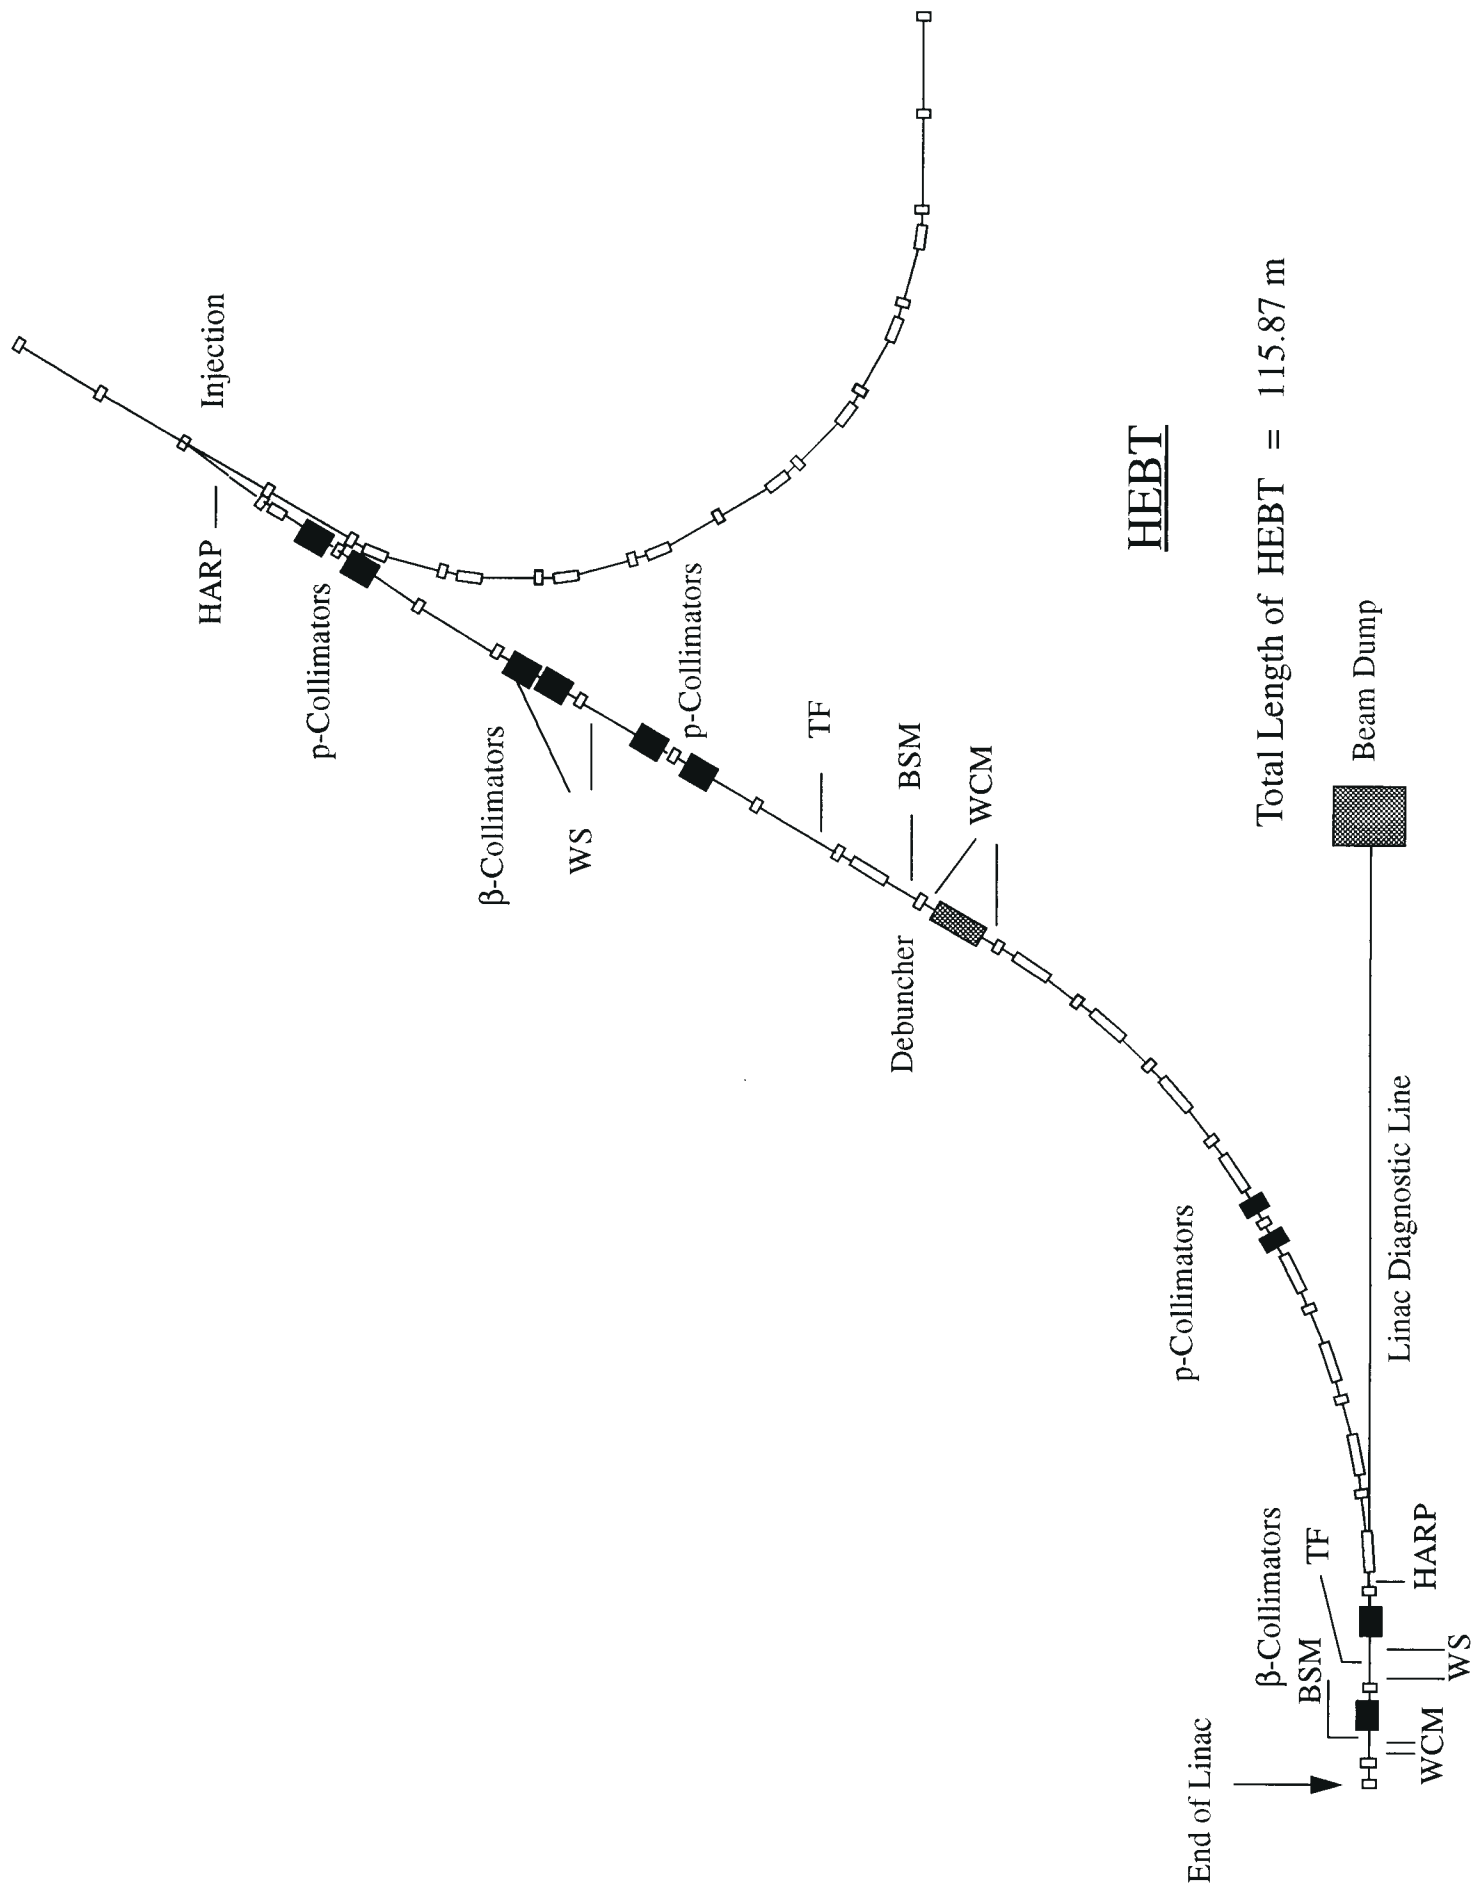 HEBT
Total Length of HEBT = 115.87 m
End of Linac
WCM
BSM
β-Collimators
WS
TF
HARP
Linac Diagnostic Line
Beam Dump
p-Collimators
Debuncher
WCM
BSM
TF
p-Collimators
WS
β-Collimators
p-Collimators
HARP
Injection